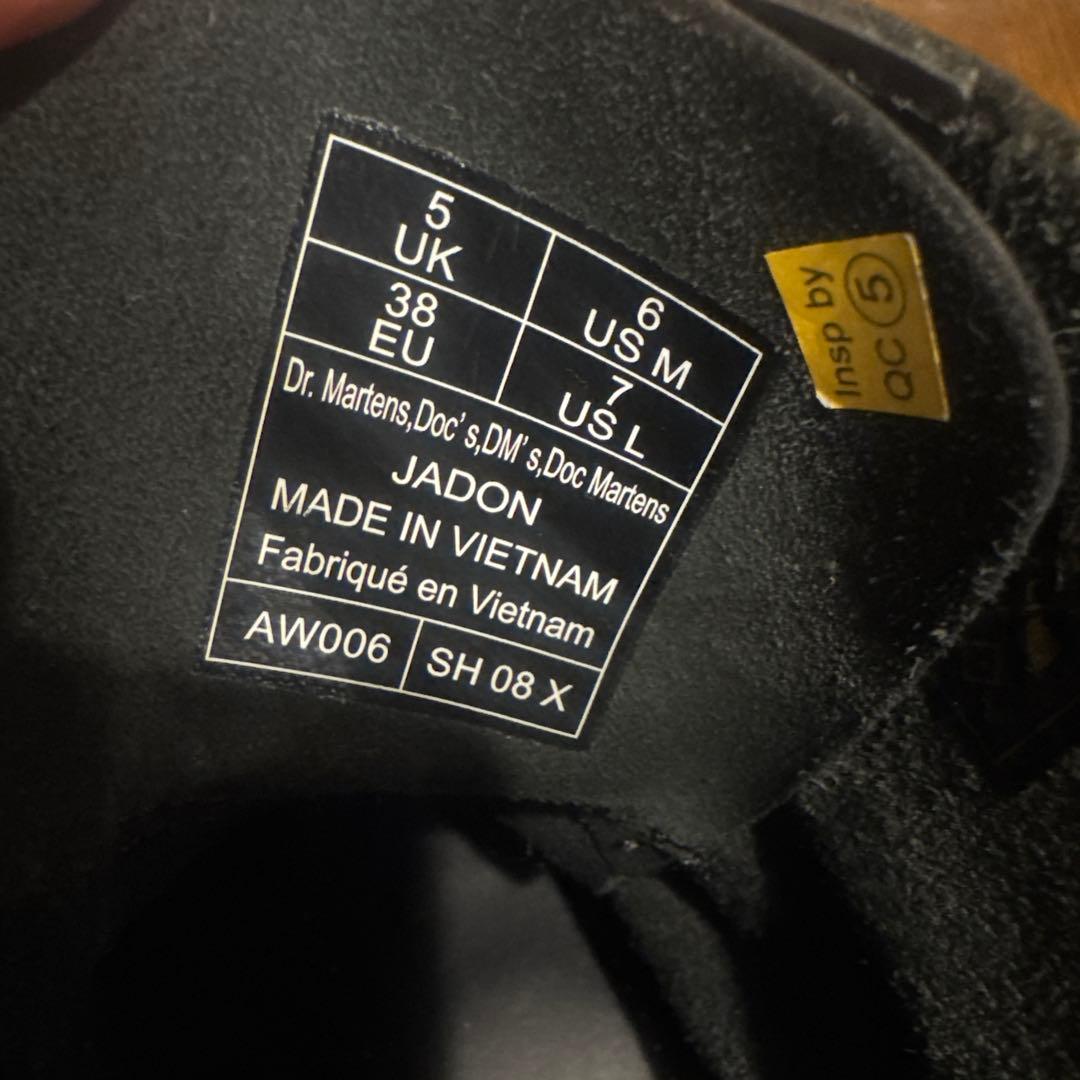 5
UK
6
US M
38
EU
7
US L
Dr. Martens,Doc's,DM's,Doc Martens
JADON
MADE IN VIETNAM
Fabriqué en Vietnam
AW006
SH 08 X
Insp by
QC 5